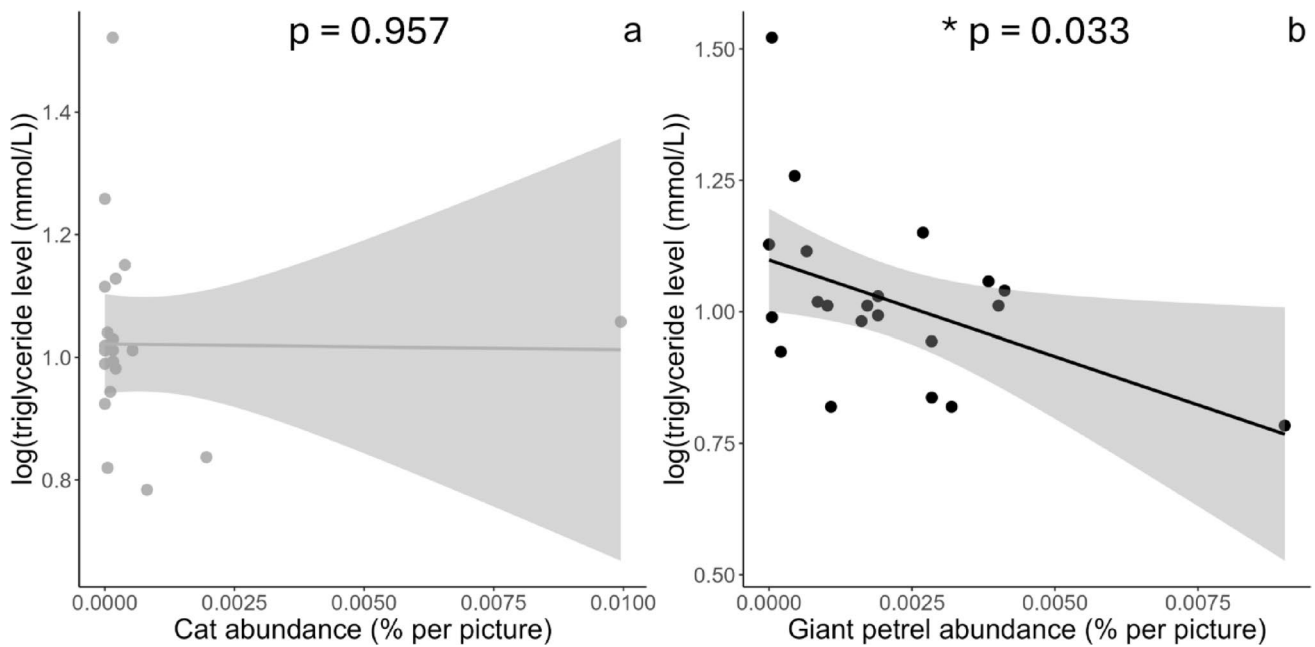 p = 0.957
a
log(triglyceride level (mmol/L))
1.4
1.2
1.0
0.8
0.0000 0.0025 0.0050 0.0075 0.0100
Cat abundance (% per picture)
* p = 0.033
b
log(triglyceride level (mmol/L))
1.50
1.25
1.00
0.75
0.50
0.0000 0.0025 0.0050 0.0075
Giant petrel abundance (% per picture)